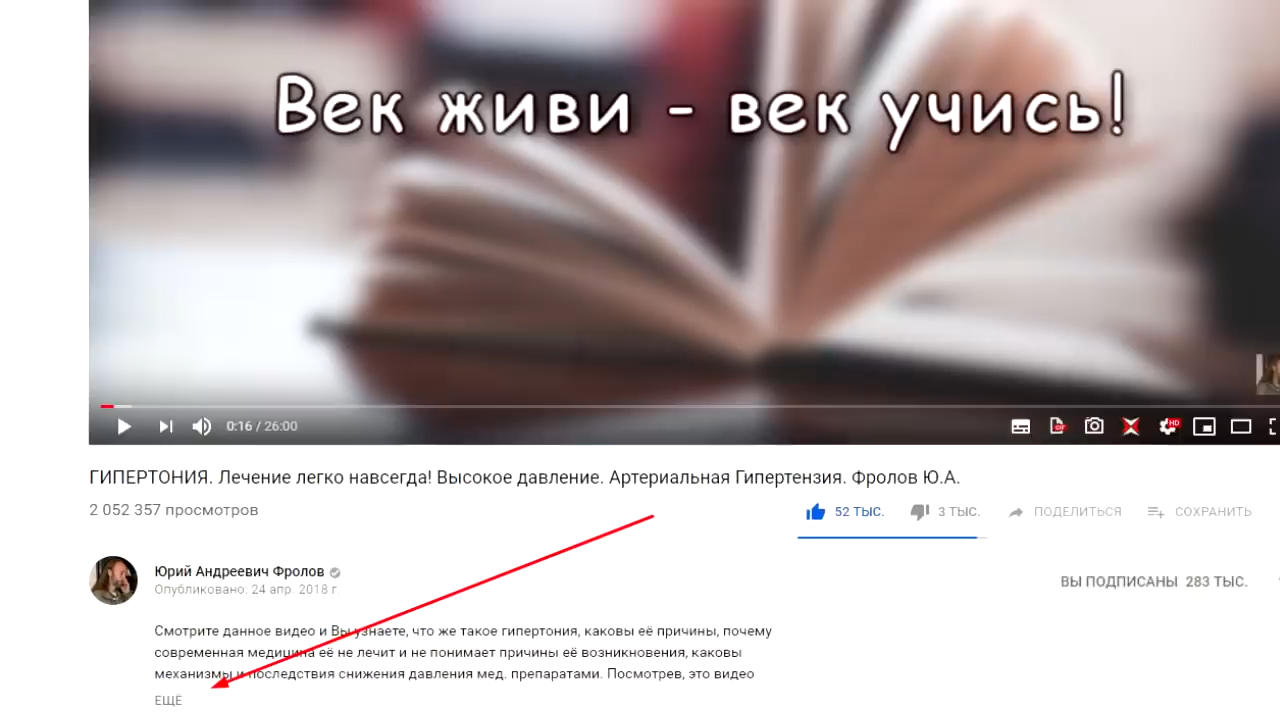 Век живи - век учись!
0:16 / 26:00
GIF
HD
ГИПЕРТОНИЯ. Лечение легко навсегда! Высокое давление. Артериальная Гипертензия. Фролов Ю.А.
2 052 357 просмотров
52 ТЫС.
3 ТЫС.
ПОДЕЛИТЬСЯ
СОХРАНИТЬ
Юрий Андреевич Фролов
Опубликовано: 24 апр. 2018 г.
ВЫ ПОДПИСАНЫ 283 ТЫС.
Смотрите данное видео и Вы узнаете, что же такое гипертония, каковы её причины, почему
современная медицина её не лечит и не понимает причины её возникновения, каковы
механизмы и последствия снижения давления мед. препаратами. Посмотрев, это видео
ЕЩЁ